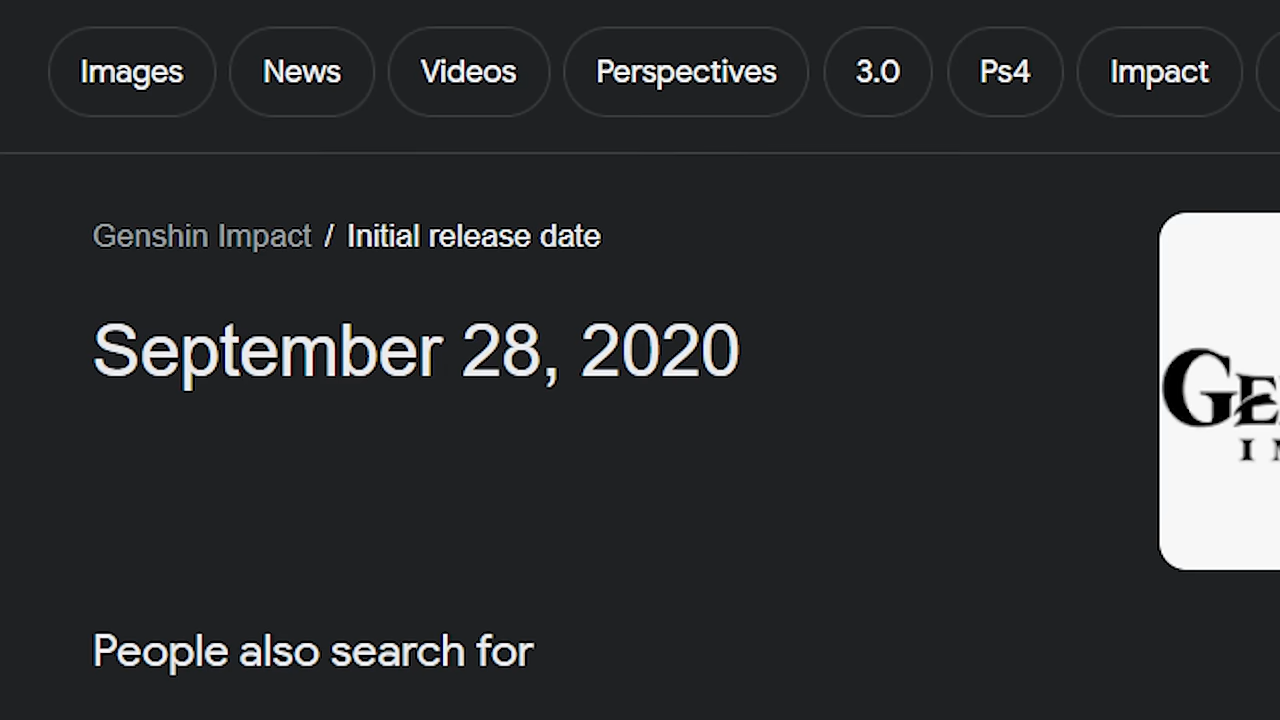 Images News Videos Perspectives 3.0 Ps4 Impact
Genshin Impact / Initial release date
September 28, 2020
People also search for